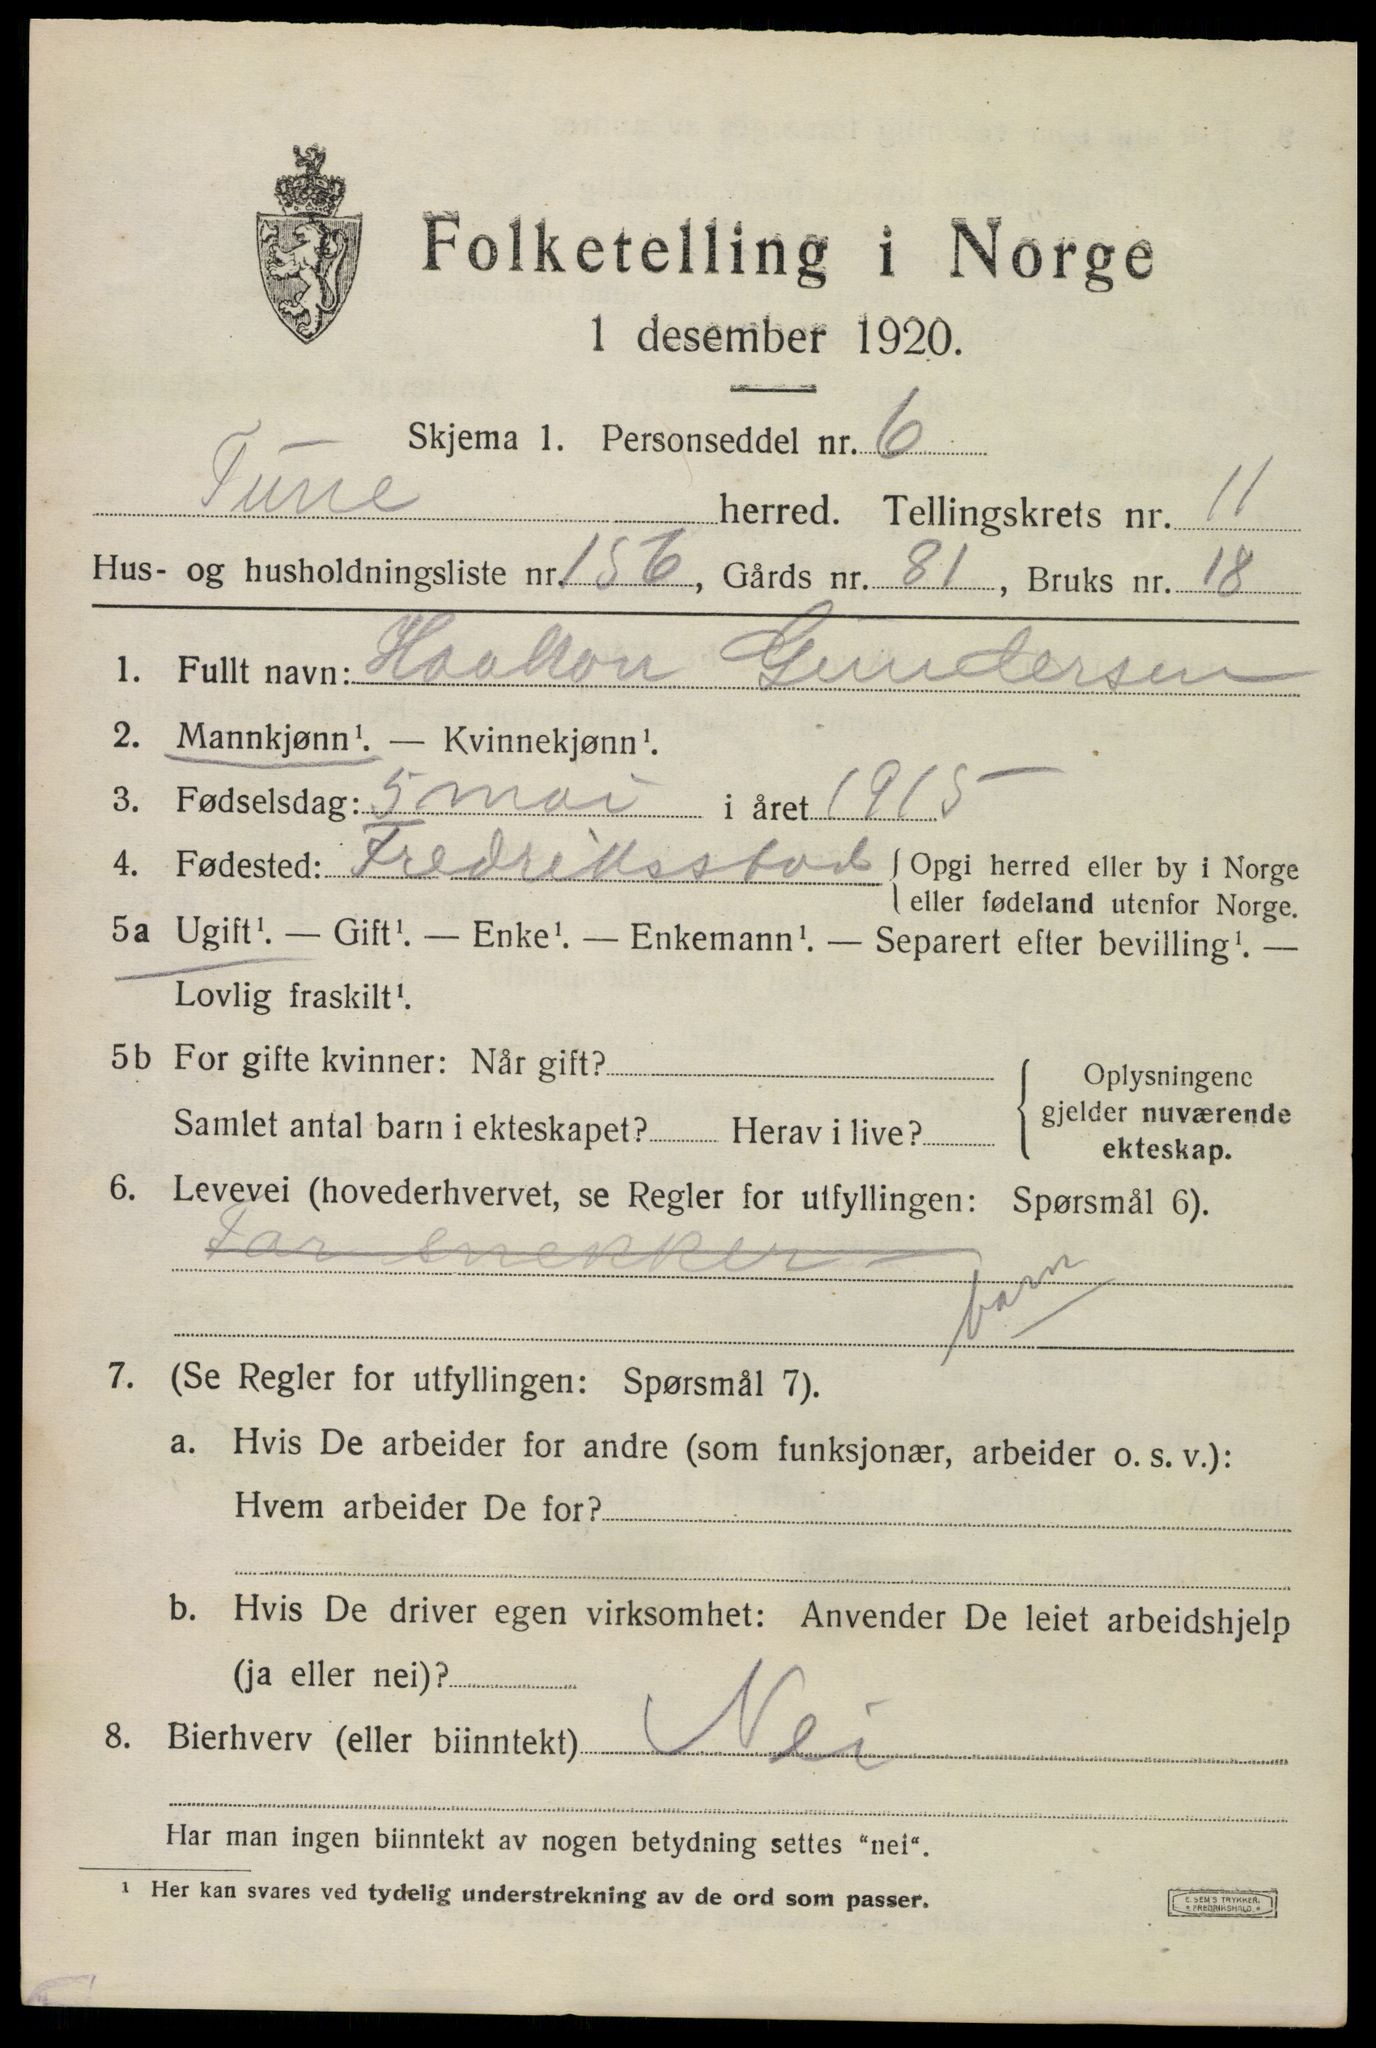 Folketelling i Norge
1 desember 1920.
Skjema 1. Personseddel nr. 6
Tune herred. Tellingskrets nr. 11
Hus- og husholdningsliste nr. 156, Gårds nr. 81, Bruks nr. 18
1. Fullt navn: Haakon Gundersen
2. Mannkjønn¹. — Kvinnekjønn¹.
3. Fødselsdag: 5 mai i året 1915
4. Fødested: Fredriksstad { Opgi herred eller by i Norge
eller fødeland utenfor Norge.
5a Ugift¹. — Gift¹. — Enke¹. — Enkemann¹. — Separert efter bevilling¹. —
Lovlig fraskilt¹.
5b For gifte kvinner: Når gift?
Samlet antal barn i ekteskapet? Herav i live?
{ Oplysningene
gjelder nuværende
ekteskap.
6. Levevei (hovederhvervet, se Regler for utfyllingen: Spørsmål 6).
Far snekker
barn
7. (Se Regler for utfyllingen: Spørsmål 7).
a. Hvis De arbeider for andre (som funksjonær, arbeider o. s. v.):
Hvem arbeider De for?
b. Hvis De driver egen virksomhet: Anvender De leiet arbeidshjelp
(ja eller nei)?
8. Bierhverv (eller biinntekt) Nei
Har man ingen biinntekt av nogen betydning settes "nei".
¹ Her kan svares ved tydelig understrekning av de ord som passer.
E. SEM'S TRYKKER.
* FREDRIKSHALD. *